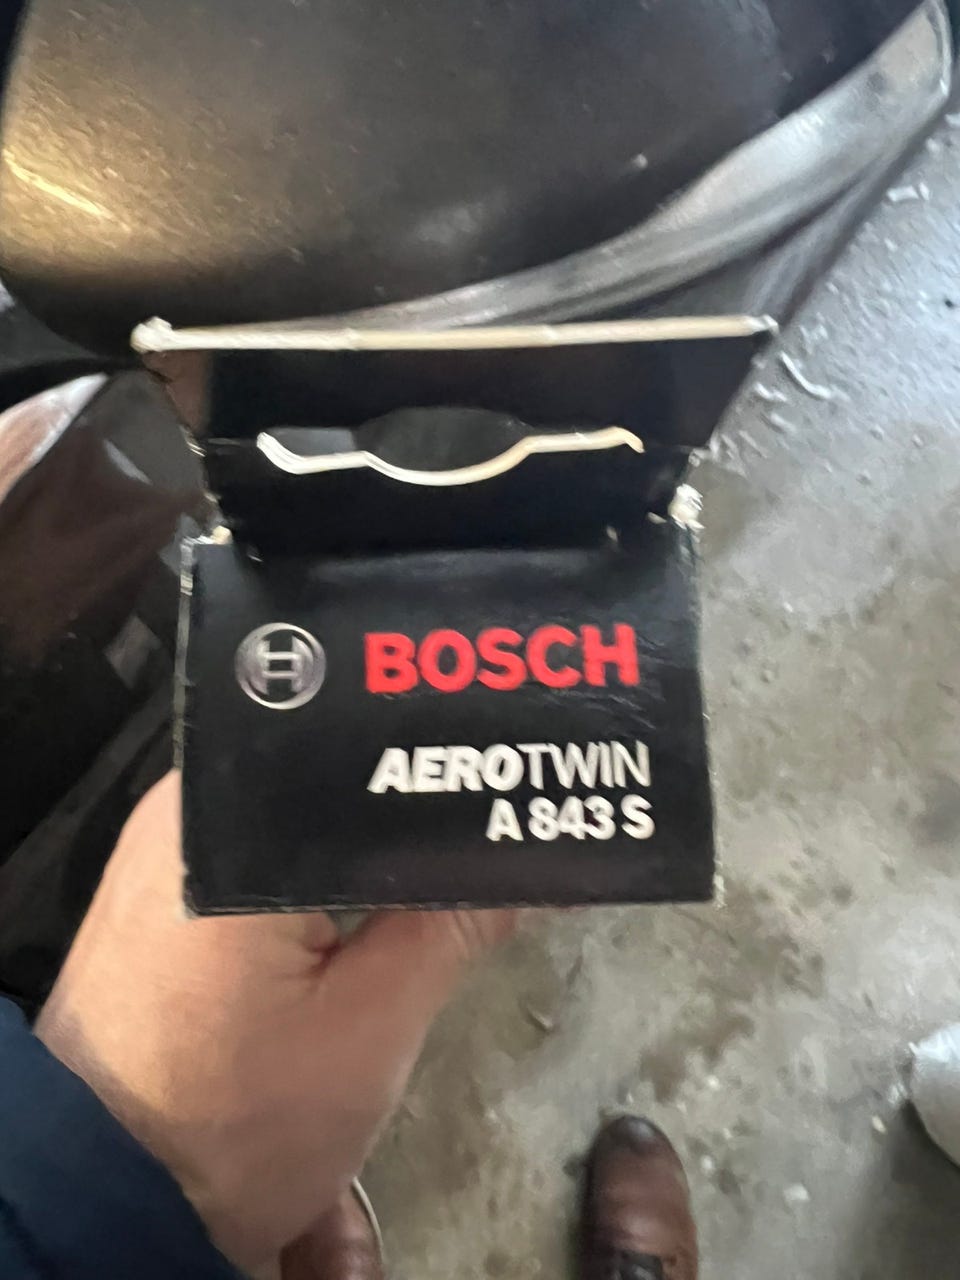 BOSCH
AEROTWIN
A 843 S